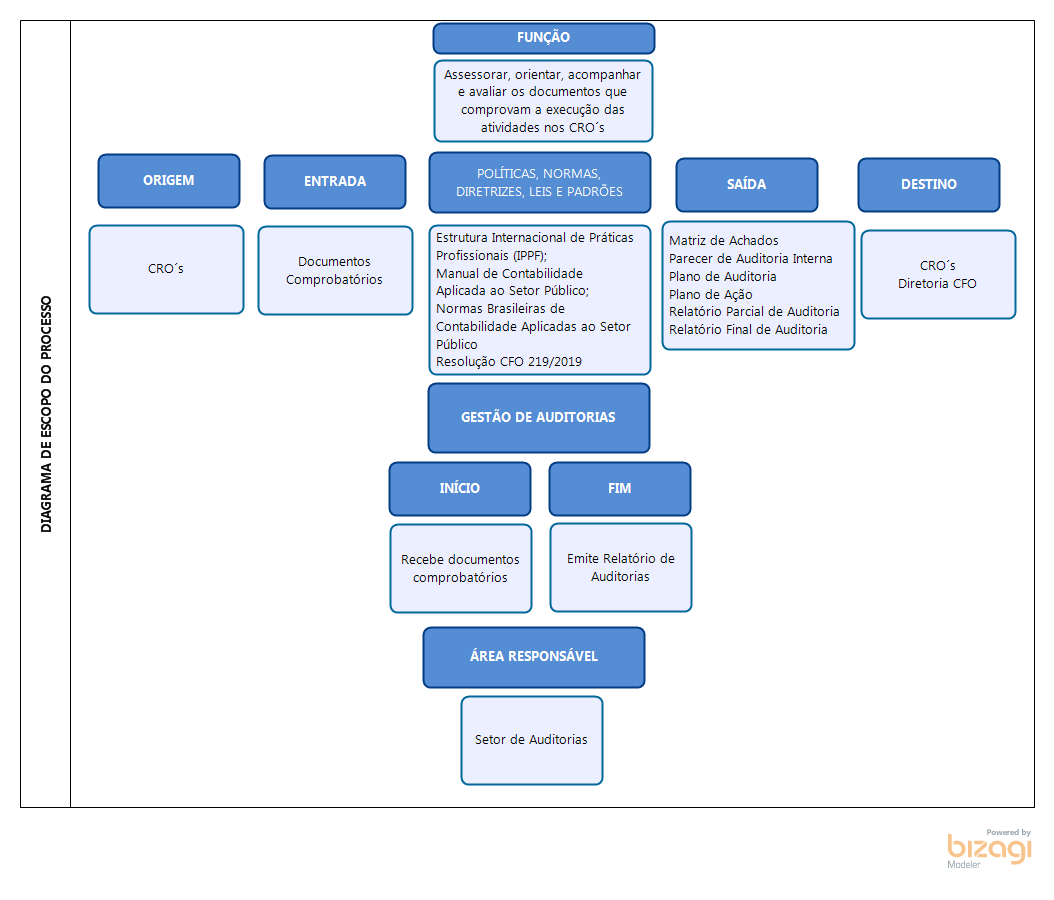 DIAGRAMA DE ESCOPO DO PROCESSO
FUNÇÃO
Assessorar, orientar, acompanhar
e avaliar os documentos que
comprovam a execução das
atividades nos CRO´s
ORIGEM
CRO´s
ENTRADA
Documentos
Comprobatórios
POLÍTICAS, NORMAS,
DIRETRIZES, LEIS E PADRÕES
Estrutura Internacional de Práticas
Profissionais (IPPF);
Manual de Contabilidade
Aplicada ao Setor Público;
Normas Brasileiras de
Contabilidade Aplicadas ao Setor
Público
Resolução CFO 219/2019
SAÍDA
Matriz de Achados
Parecer de Auditoria Interna
Plano de Auditoria
Plano de Ação
Relatório Parcial de Auditoria
Relatório Final de Auditoria
DESTINO
CRO´s
Diretoria CFO
GESTÃO DE AUDITORIAS
INÍCIO
Recebe documentos
comprobatórios
FIM
Emite Relatório de
Auditorias
ÁREA RESPONSÁVEL
Setor de Auditorias
Powered by
bizagi
Modeler